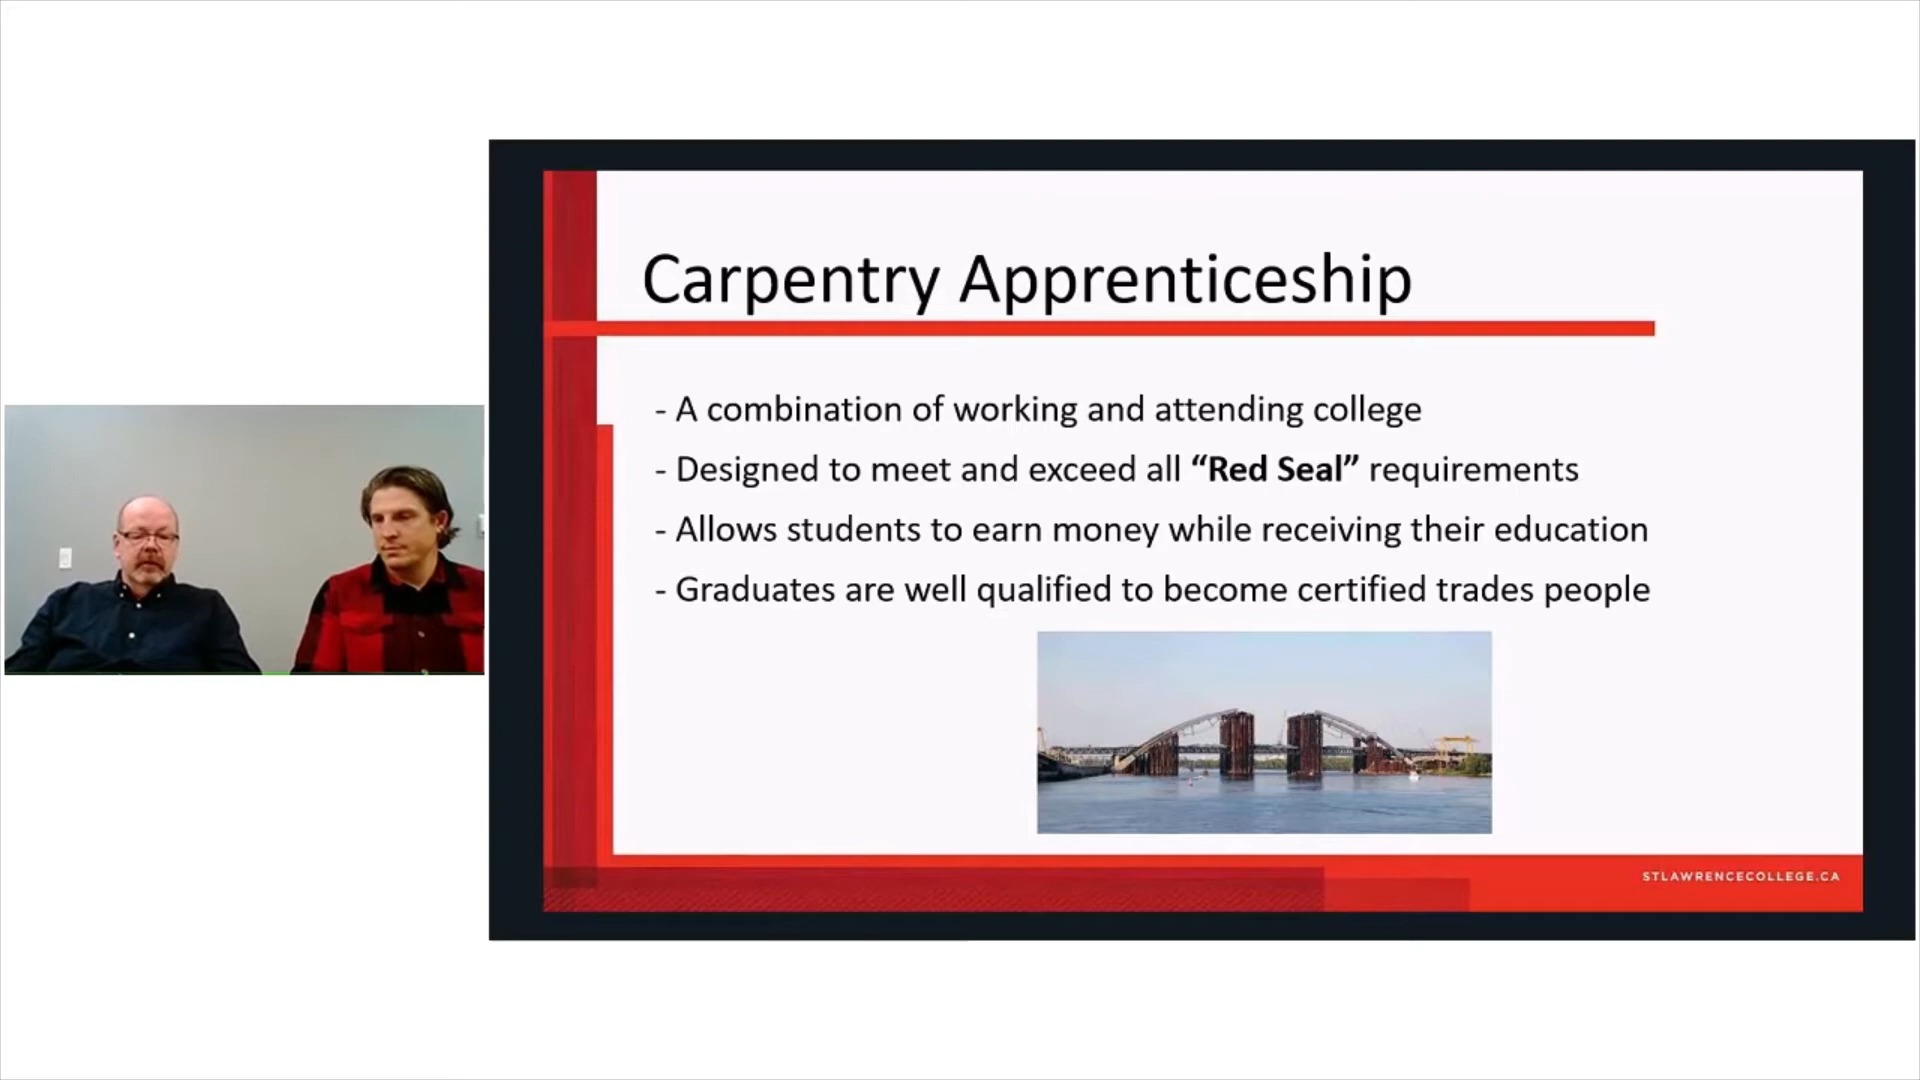 Carpentry Apprenticeship
- A combination of working and attending college
- Designed to meet and exceed all “Red Seal” requirements
- Allows students to earn money while receiving their education
- Graduates are well qualified to become certified trades people
STLAWRENCECOLLEGE.CA